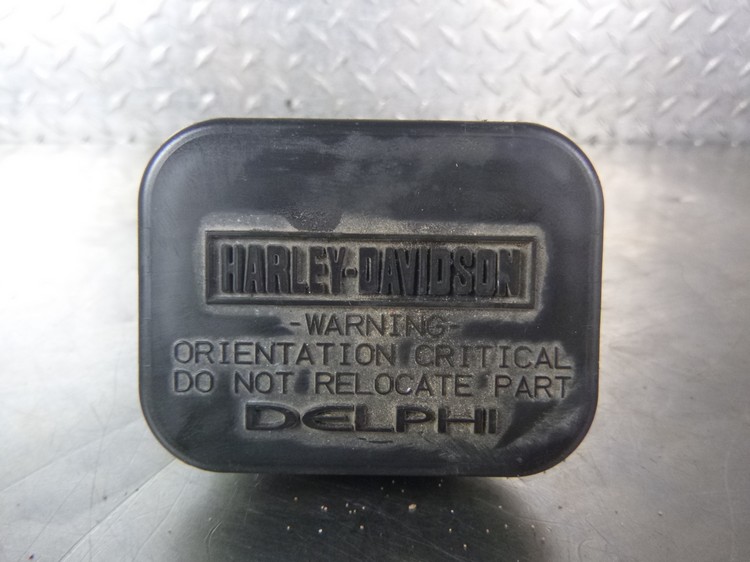 HARLEY-DAVIDSON
-WARNING-
ORIENTATION CRITICAL
DO NOT RELOCATE PART
DELPHI